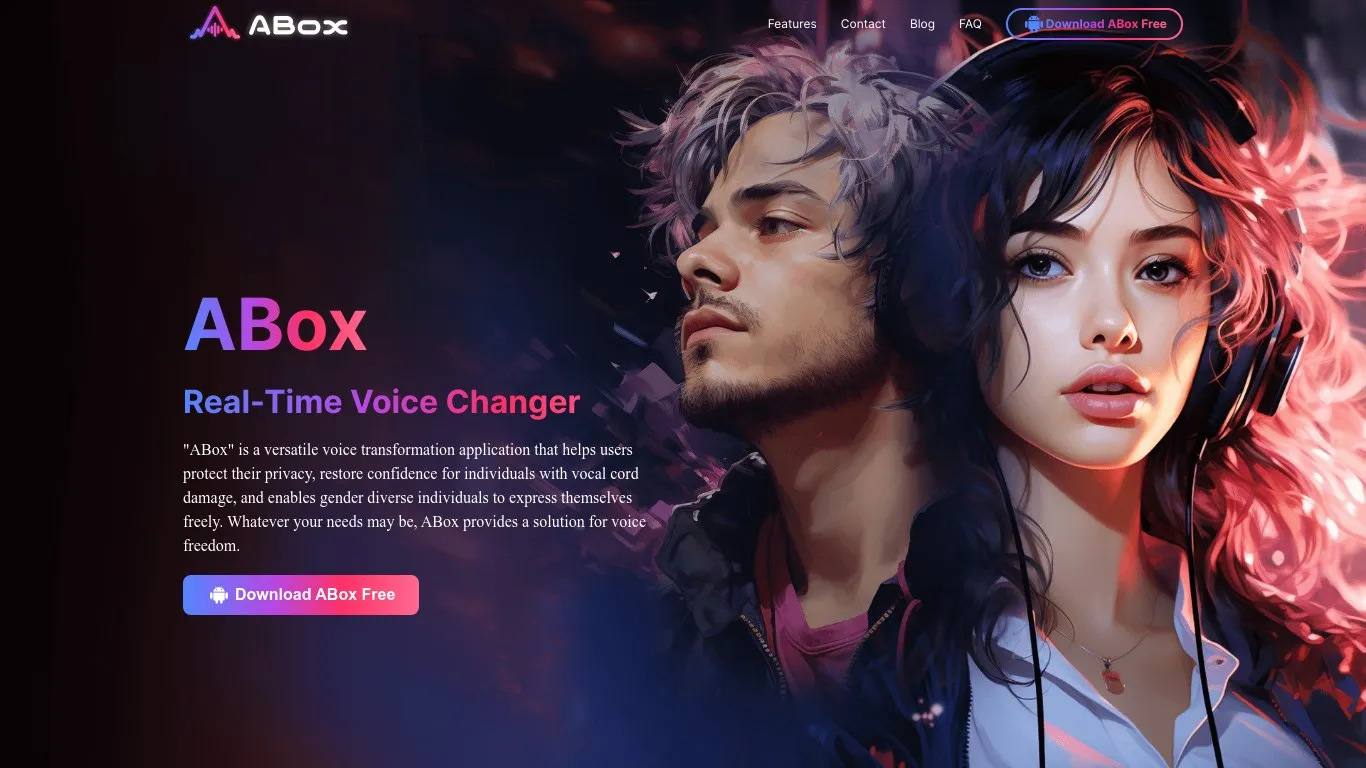 ABox
Features
Contact
Blog
FAQ
Download ABox Free
ABox
Real-Time Voice Changer
"ABox" is a versatile voice transformation application that helps users
protect their privacy, restore confidence for individuals with vocal cord
damage, and enables gender diverse individuals to express themselves
freely. Whatever your needs may be, ABox provides a solution for voice
freedom.
Download ABox Free